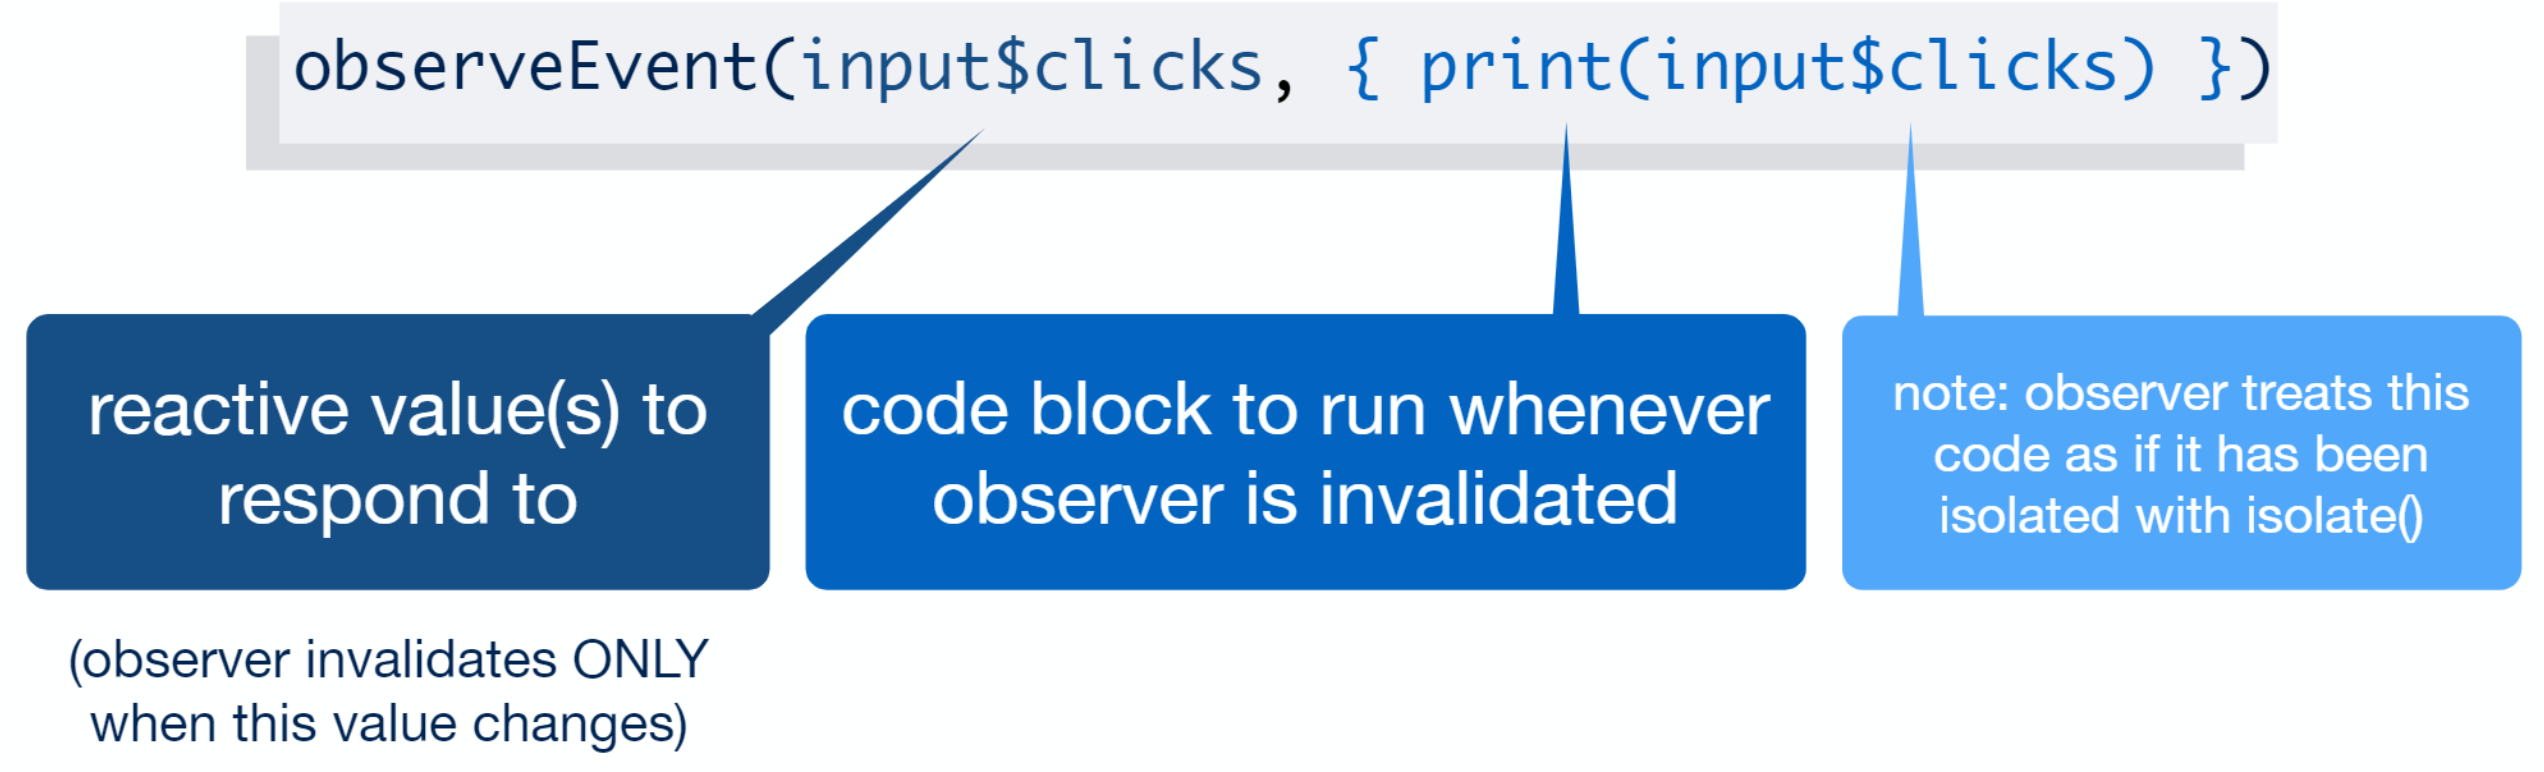 observeEvent(input$clicks, { print(input$clicks) })
reactive value(s) to
respond to
code block to run whenever
observer is invalidated
note: observer treats this
code as if it has been
isolated with isolate()
(observer invalidates ONLY
when this value changes)